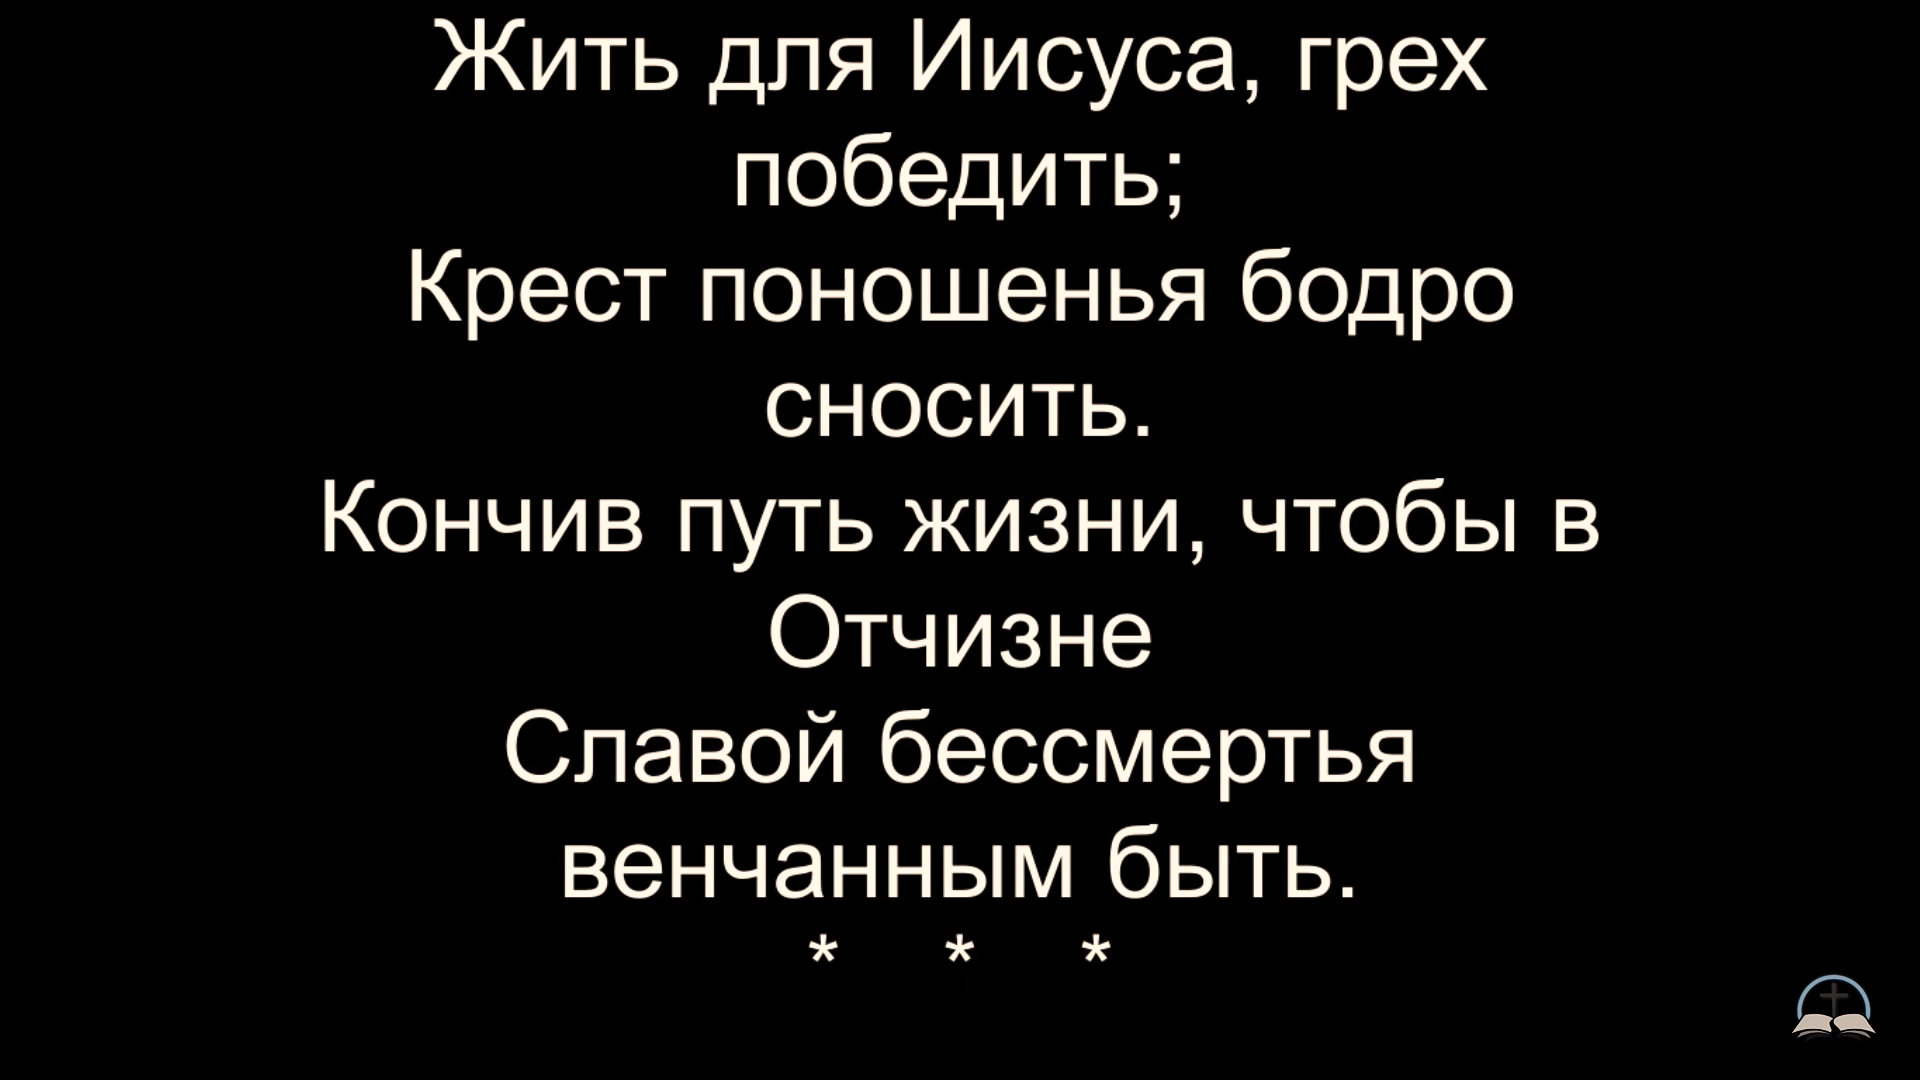 Жить для Иисуса, грех
победить;
Крест поношенья бодро
сносить.
Кончив путь жизни, чтобы в
Отчизне
Славой бессмертья
венчанным быть.
* * *